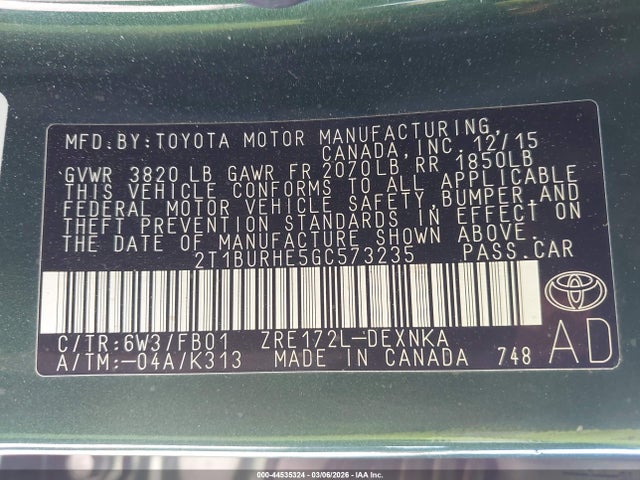 MFD.BY:TOYOTA MOTOR MANUFACTURING,
CANADA, INC. 12/15
GVWR 3820 LB GAWR FR 2070LB RR 1850LB
THIS VEHICLE CONFORMS TO ALL APPLICABLE
FEDERAL MOTOR VEHICLE SAFETY,BUMPER,AND
THEFT PREVENTION STANDARDS IN EFFECT ON
THE DATE OF MANUFACTURE SHOWN ABOVE.
2T1BURHE5GC573235 PASS.CAR
C/TR:6W3/FB01 ZRE172L-DEXNKA
A/TM:-04A/K313 MADE IN CANADA 748
AD
000-44535324 | 03/06/2026 - IAA Inc.